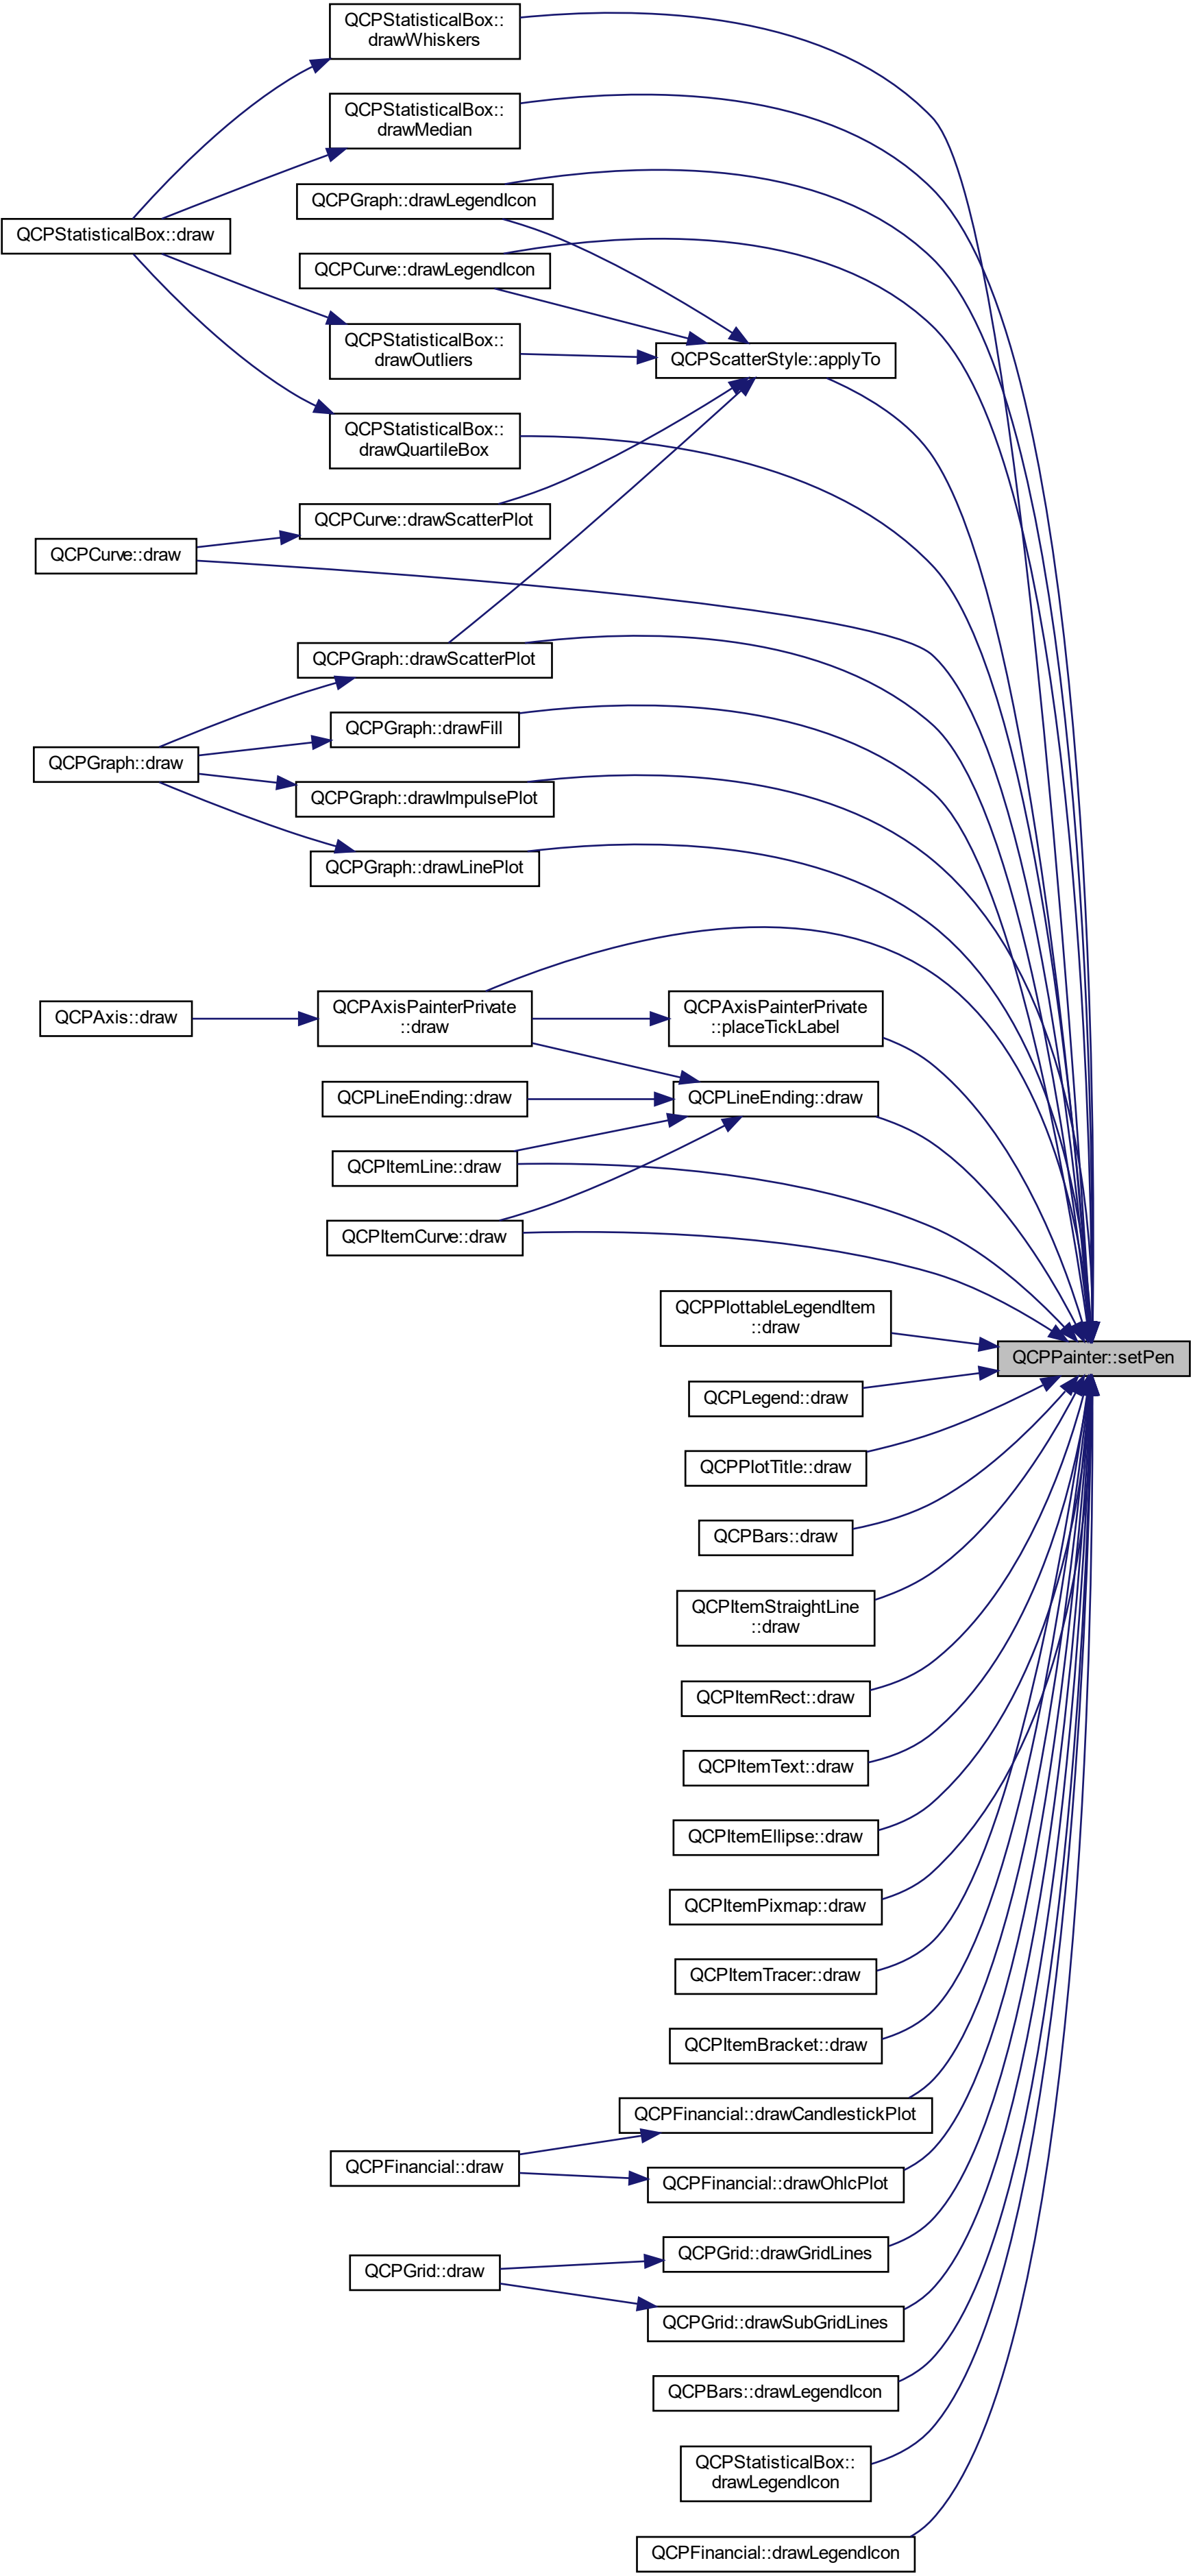 QCPStatisticalBox::
drawWhiskers
QCPStatisticalBox::
drawMedian
QCPGraph::drawLegendIcon
QCPStatisticalBox::draw
QCPCurve::drawLegendIcon
QCPStatisticalBox::
drawOutliers
QCPScatterStyle::applyTo
QCPStatisticalBox::
drawQuartileBox
QCPCurve::drawScatterPlot
QCPCurve::draw
QCPGraph::drawScatterPlot
QCPGraph::drawFill
QCPGraph::draw
QCPGraph::drawImpulsePlot
QCPGraph::drawLinePlot
QCPAxis::draw
QCPAxisPainterPrivate
::draw
QCPAxisPainterPrivate
::placeTickLabel
QCPLineEnding::draw
QCPLineEnding::draw
QCPItemLine::draw
QCPItemCurve::draw
QCPPlottableLegendItem
::draw
QCPPainter::setPen
QCPLegend::draw
QCPPlotTitle::draw
QCPBars::draw
QCPItemStraightLine
::draw
QCPItemRect::draw
QCPItemText::draw
QCPItemEllipse::draw
QCPItemPixmap::draw
QCPItemTracer::draw
QCPItemBracket::draw
QCPFinancial::drawCandlestickPlot
QCPFinancial::draw
QCPFinancial::drawOhlcPlot
QCPGrid::drawGridLines
QCPGrid::draw
QCPGrid::drawSubGridLines
QCPBars::drawLegendIcon
QCPStatisticalBox::
drawLegendIcon
QCPFinancial::drawLegendIcon